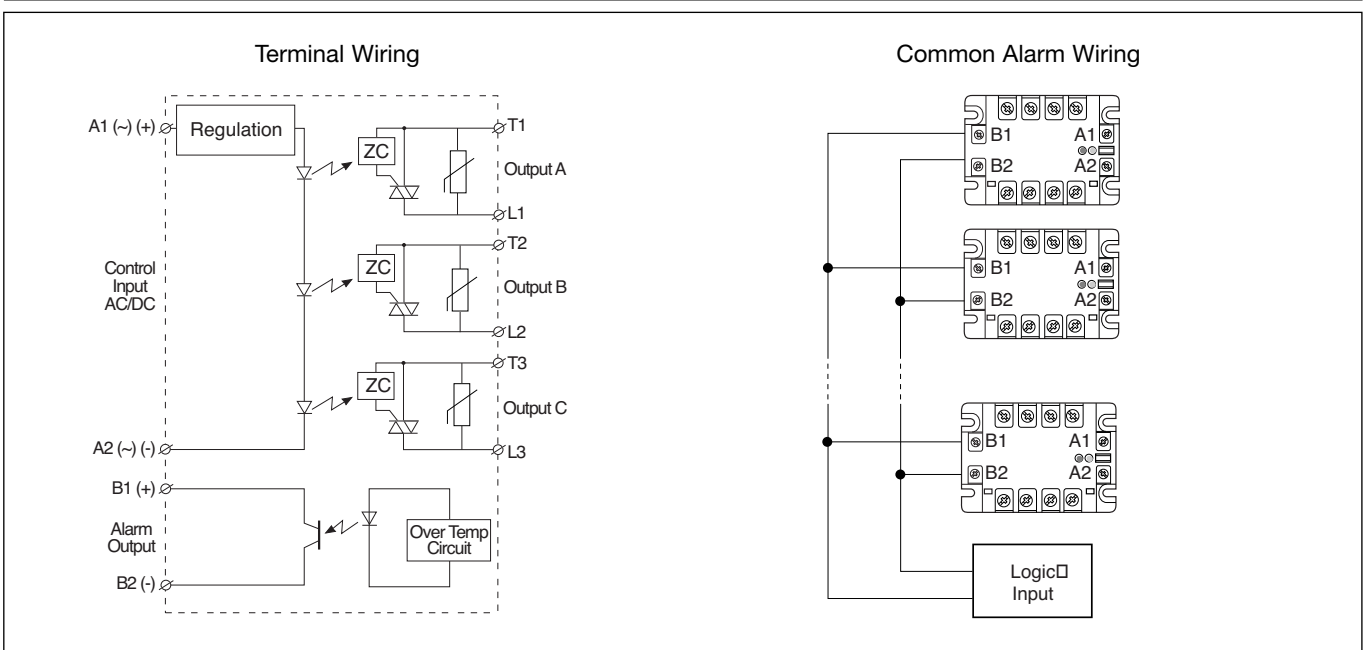 Terminal Wiring
A1 (~) (+)
Regulation
ZC
T1
Output A
L1
T2
ZC
Output B
L2
Control
Input
AC/DC
T3
ZC
Output C
L3
A2 (~) (-)
B1 (+)
Alarm
Output
Over Temp
Circuit
B2 (-)
Common Alarm Wiring
B1 A1
B2 A2
B1 A1
B2 A2
B1 A1
B2 A2
Logic□
Input